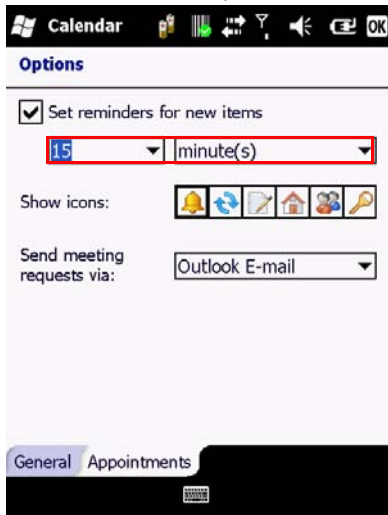 Calendar OK
Options
Set reminders for new items
15 minute(s)
Show icons:
Send meeting
requests via:
Outlook E-mail
General Appointments